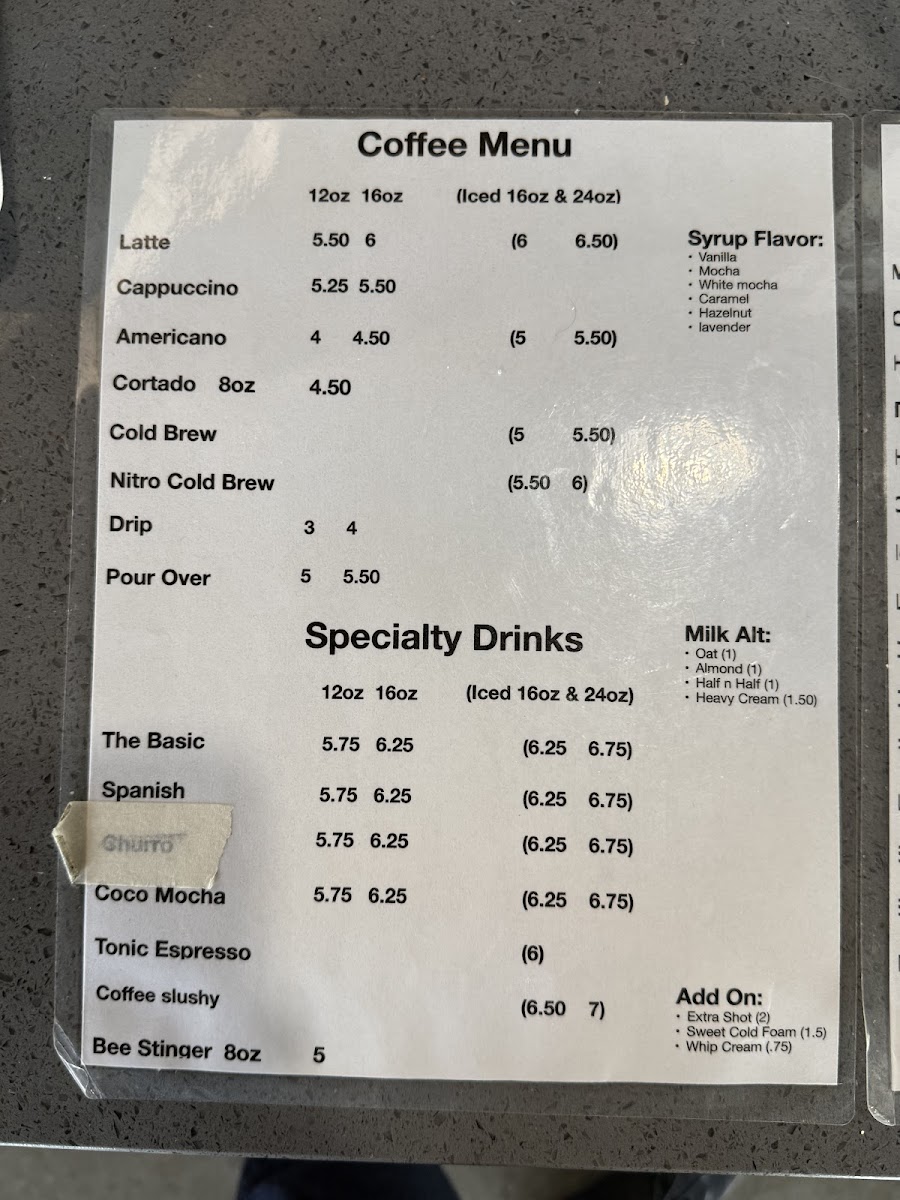 Coffee Menu
12oz 16oz (Iced 16oz & 24oz)
Latte 5.50 6 (6 6.50)
Cappuccino 5.25 5.50
Americano 4 4.50 (5 5.50)
Cortado 8oz 4.50
Cold Brew (5 5.50)
Nitro Cold Brew (5.50 6)
Drip 3 4
Pour Over 5 5.50
Syrup Flavor:
• Vanilla
• Mocha
• White mocha
• Caramel
• Hazelnut
• lavender
Specialty Drinks
12oz 16oz (Iced 16oz & 24oz)
The Basic 5.75 6.25 (6.25 6.75)
Spanish 5.75 6.25 (6.25 6.75)
Churro 5.75 6.25 (6.25 6.75)
Coco Mocha 5.75 6.25 (6.25 6.75)
Tonic Espresso (6)
Coffee slushy (6.50 7)
Bee Stinger 8oz 5
Milk Alt:
• Oat (1)
• Almond (1)
• Half n Half (1)
• Heavy Cream (1.50)
Add On:
• Extra Shot (2)
• Sweet Cold Foam (1.5)
• Whip Cream (.75)